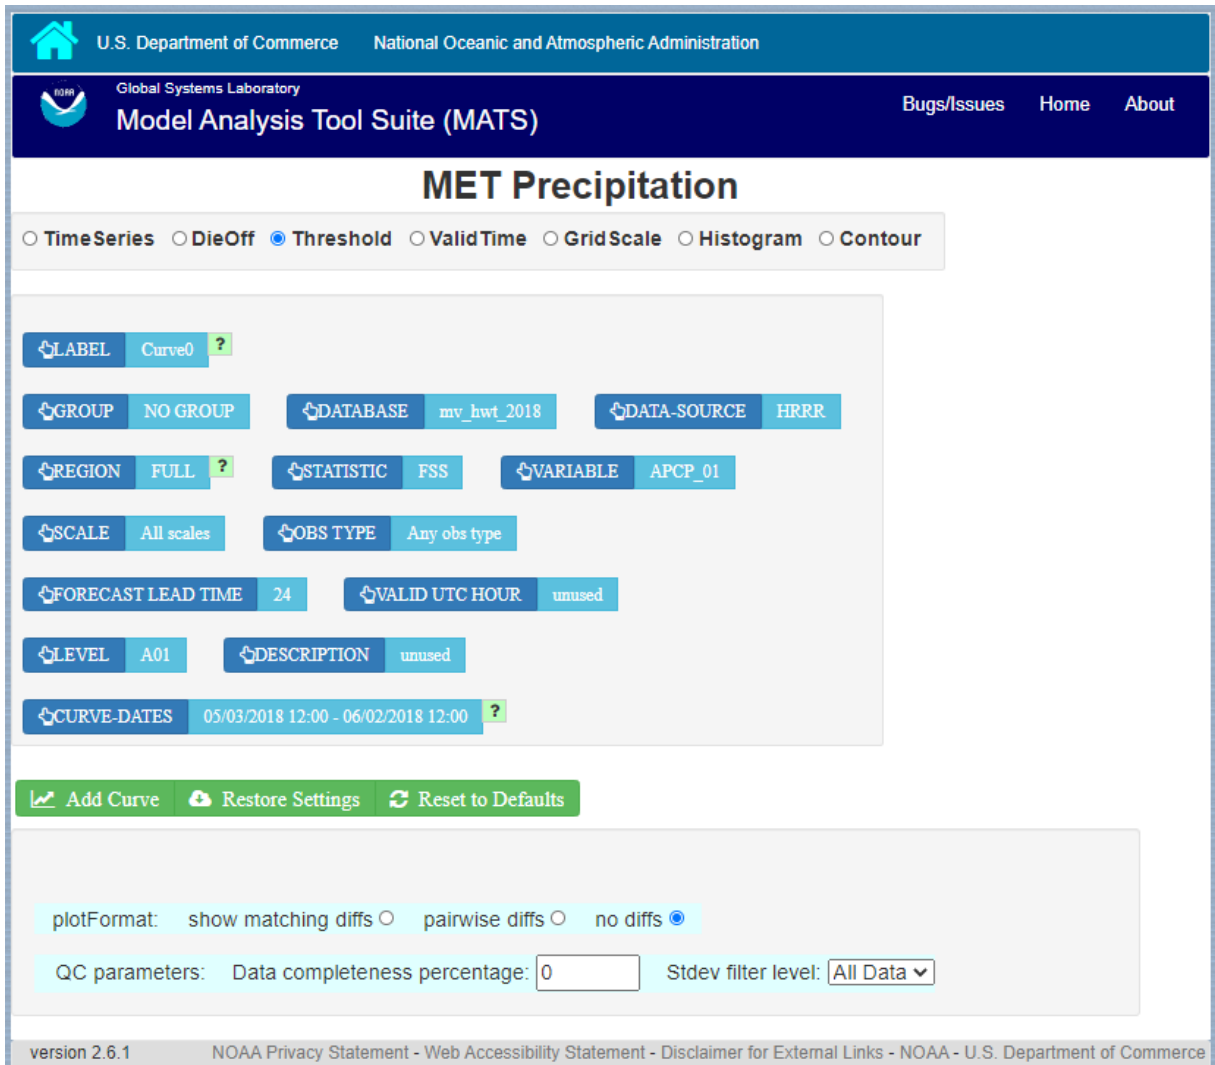 U.S. Department of Commerce National Oceanic and Atmospheric Administration
NOAA
Global Systems Laboratory
Model Analysis Tool Suite (MATS)
Bugs/Issues Home About
MET Precipitation
TimeSeries DieOff Threshold ValidTime GridScale Histogram Contour
LABEL Curve0 ?
GROUP NO GROUP DATABASE mv_hwt_2018 DATA-SOURCE HRRR
REGION FULL ? STATISTIC FSS VARIABLE APCP_01
SCALE All scales OBS TYPE Any obs type
FORECAST LEAD TIME 24 VALID UTC HOUR unused
LEVEL A01 DESCRIPTION unused
CURVE-DATES 05/03/2018 12:00 - 06/02/2018 12:00 ?
Add Curve Restore Settings Reset to Defaults
plotFormat: show matching diffs pairwise diffs no diffs
QC parameters: Data completeness percentage: 0 Stdev filter level: All Data
version 2.6.1 NOAA Privacy Statement - Web Accessibility Statement - Disclaimer for External Links - NOAA - U.S. Department of Commerce